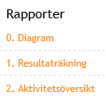 Rapporter
0. Diagram
1. Resultaträkning
2. Aktivitetsöversikt